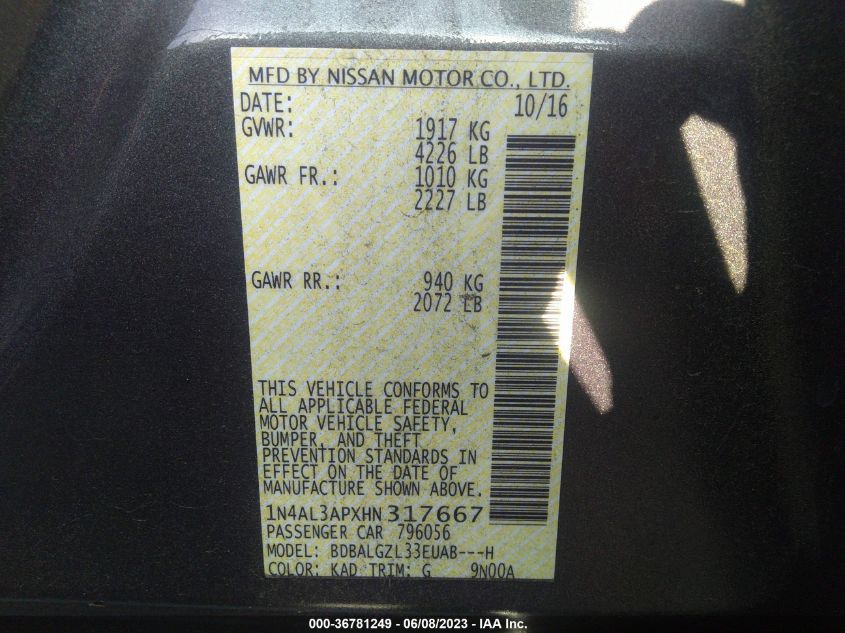 MFD BY NISSAN MOTOR CO., LTD.
DATE: 10/16
GVWR: 1917 KG
4226 LB
GAWR FR.: 1010 KG
2227 LB
GAWR RR.: 940 KG
2072 LB
THIS VEHICLE CONFORMS TO
ALL APPLICABLE FEDERAL
MOTOR VEHICLE SAFETY,
BUMPER, AND THEFT
PREVENTION STANDARDS IN
EFFECT ON THE DATE OF
MANUFACTURE SHOWN ABOVE.
1N4AL3APXHN317667
PASSENGER CAR 796056
MODEL: BDBALGZL33EUAB---H
COLOR: KAD TRIM: G 9N00A
000-36781249 - 06/08/2023 - IAA Inc.